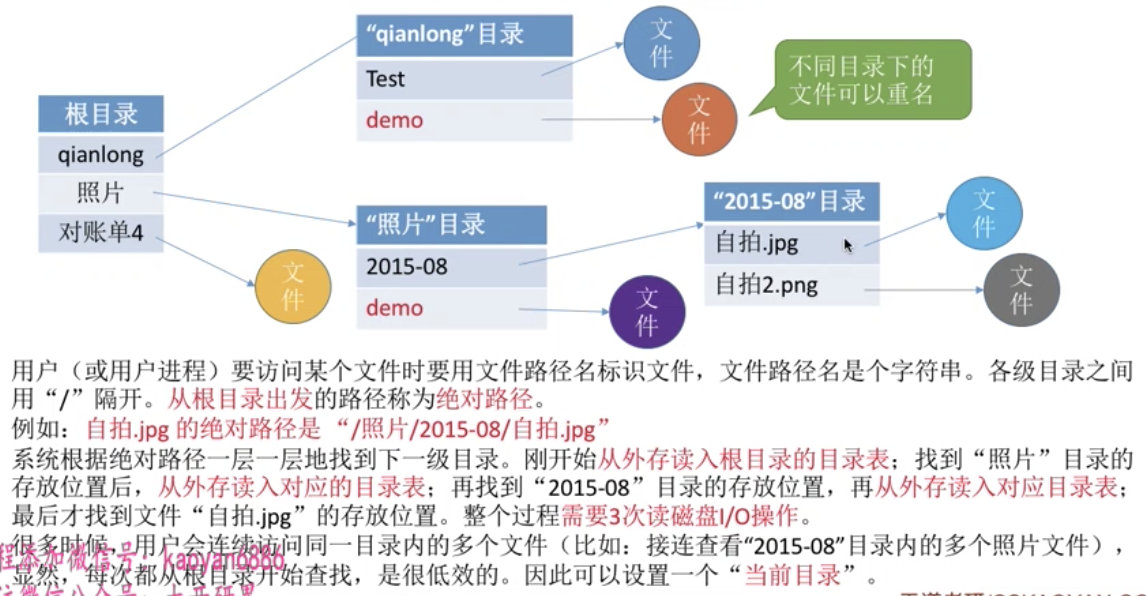 根目录
qianlong
照片
对账单4
文件
“qianlong”目录
Test
demo
文件
文件
不同目录下的
文件可以重名
“照片”目录
2015-08
demo
文件
“2015-08”目录
自拍.jpg
自拍2.png
文件
文件
用户（或用户进程）要访问某个文件时要用文件路径名标识文件，文件路径名是个字符串。各级目录之间
用“/”隔开。从根目录出发的路径称为绝对路径。
例如：自拍.jpg 的绝对路径是“/照片/2015-08/自拍.jpg”
系统根据绝对路径一层一层地找到下一级目录。刚开始从外存读入根目录的目录表；找到“照片”目录的
存放位置后，从外存读入对应的目录表；再找到“2015-08”目录的存放位置，再从外存读入对应目录表；
最后才找到文件“自拍.jpg”的存放位置。整个过程需要3次读磁盘I/O操作。
很多时候，用户会连续访问同一目录内的多个文件（比如：接连查看“2015-08”目录内的多个照片文件），
显然，每次都从根目录开始查找，是很低效的。因此可以设置一个“当前目录”。
程添加微信号：kaoyan6886